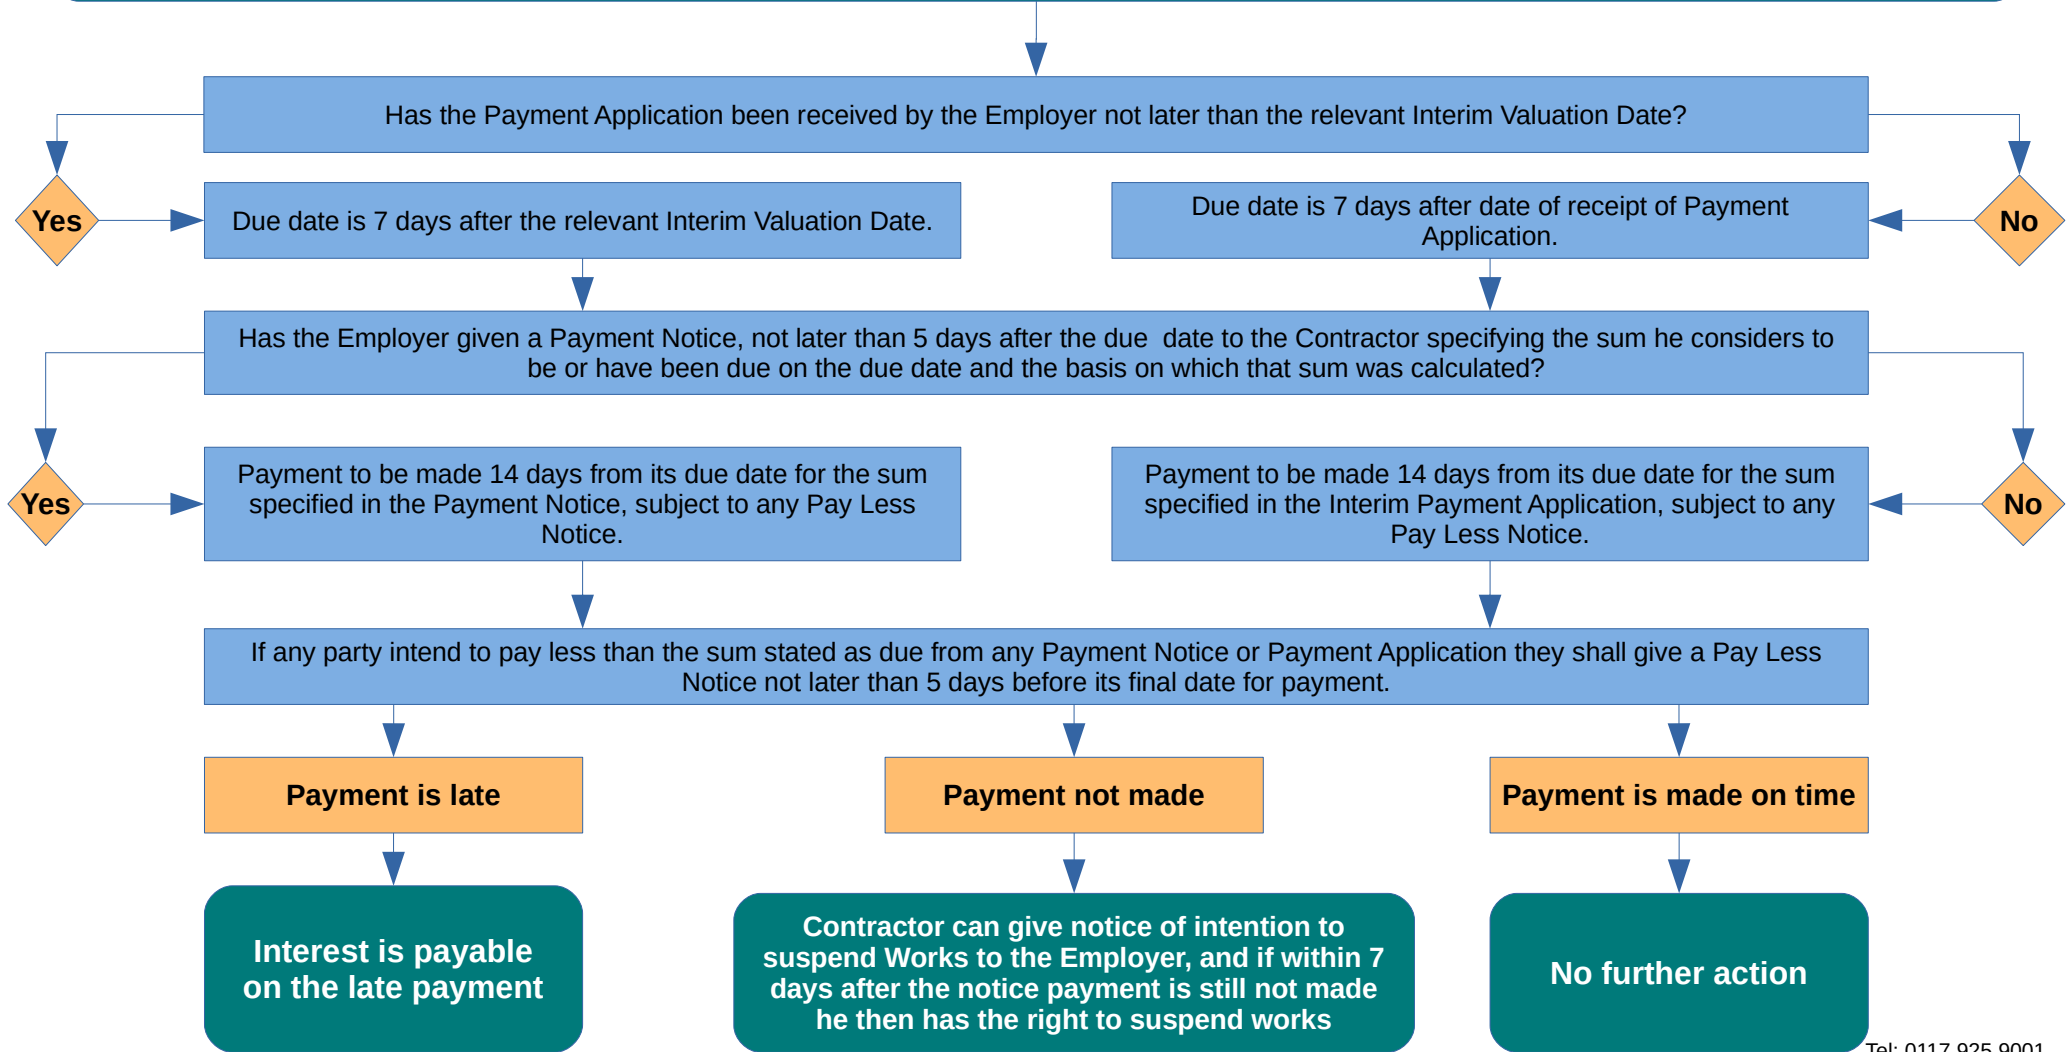 Has the Payment Application been received by the Employer not later than the relevant Interim Valuation Date?
Yes
Due date is 7 days after the relevant Interim Valuation Date.
Due date is 7 days after date of receipt of Payment
Application.
No
Has the Employer given a Payment Notice, not later than 5 days after the due  date to the Contractor specifying the sum he considers to
be or have been due on the due date and the basis on which that sum was calculated?
Yes
Payment to be made 14 days from its due date for the sum
specified in the Payment Notice, subject to any Pay Less
Notice.
Payment to be made 14 days from its due date for the sum
specified in the Interim Payment Application, subject to any
Pay Less Notice.
No
If any party intend to pay less than the sum stated as due from any Payment Notice or Payment Application they shall give a Pay Less
Notice not later than 5 days before its final date for payment.
Payment is late
Payment not made
Payment is made on time
Interest is payable
on the late payment
Contractor can give notice of intention to
suspend Works to the Employer, and if within 7
days after the notice payment is still not made
he then has the right to suspend works
No further action
Tel: 0117 925 9001